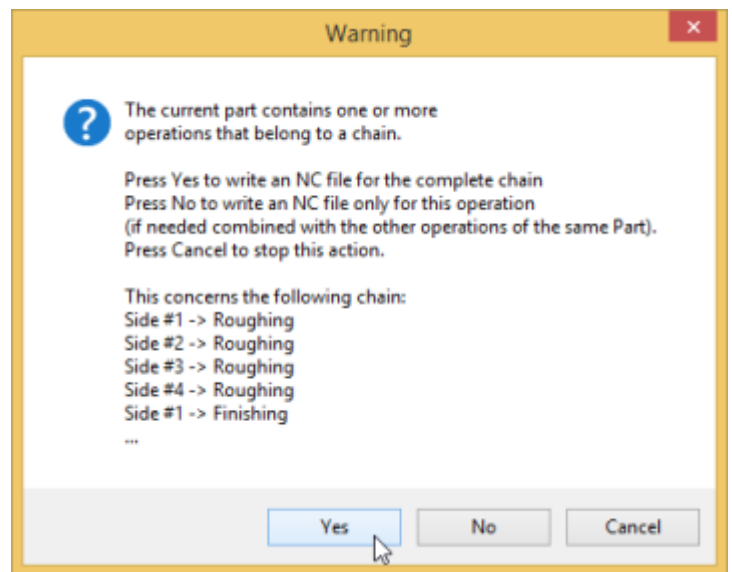 Warning
The current part contains one or more
operations that belong to a chain.
Press Yes to write an NC file for the complete chain
Press No to write an NC file only for this operation
(if needed combined with the other operations of the same Part).
Press Cancel to stop this action.
This concerns the following chain:
Side #1 -> Roughing
Side #2 -> Roughing
Side #3 -> Roughing
Side #4 -> Roughing
Side #1 -> Finishing
...
Yes No Cancel